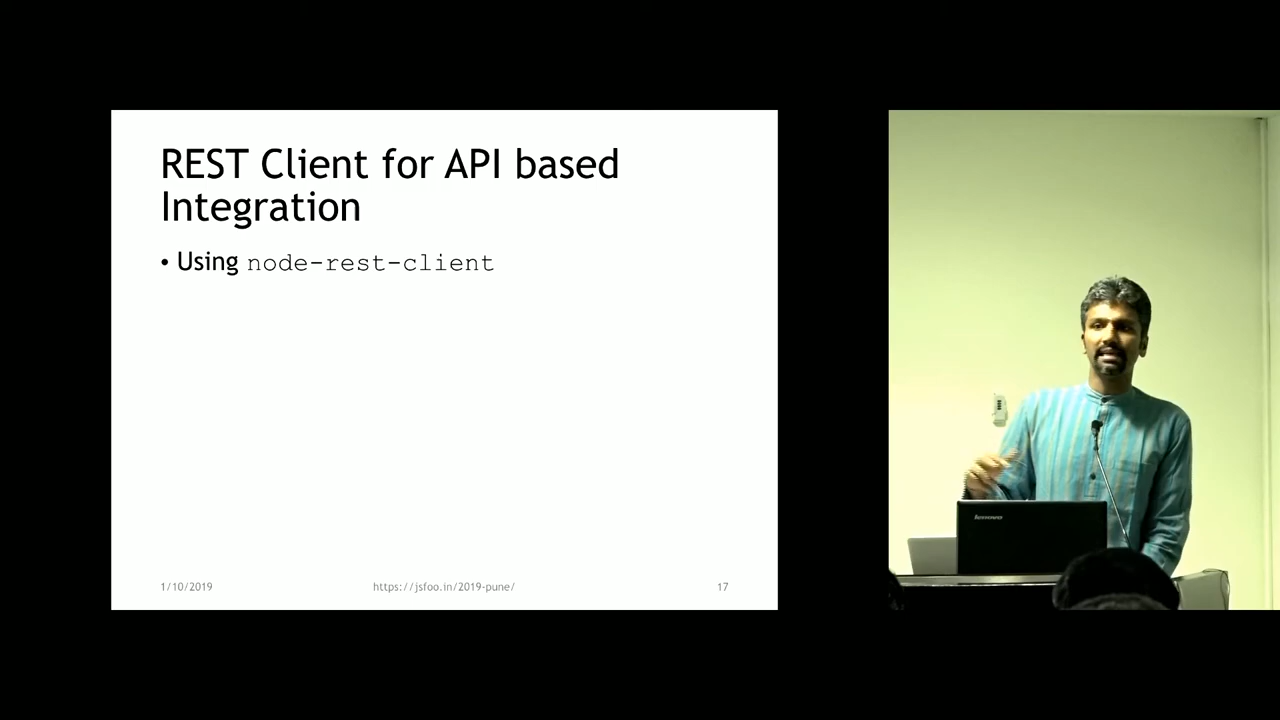 REST Client for API based
Integration
• Using node-rest-client
1/10/2019
https://jsfoo.in/2019-pune/
17
lenovo